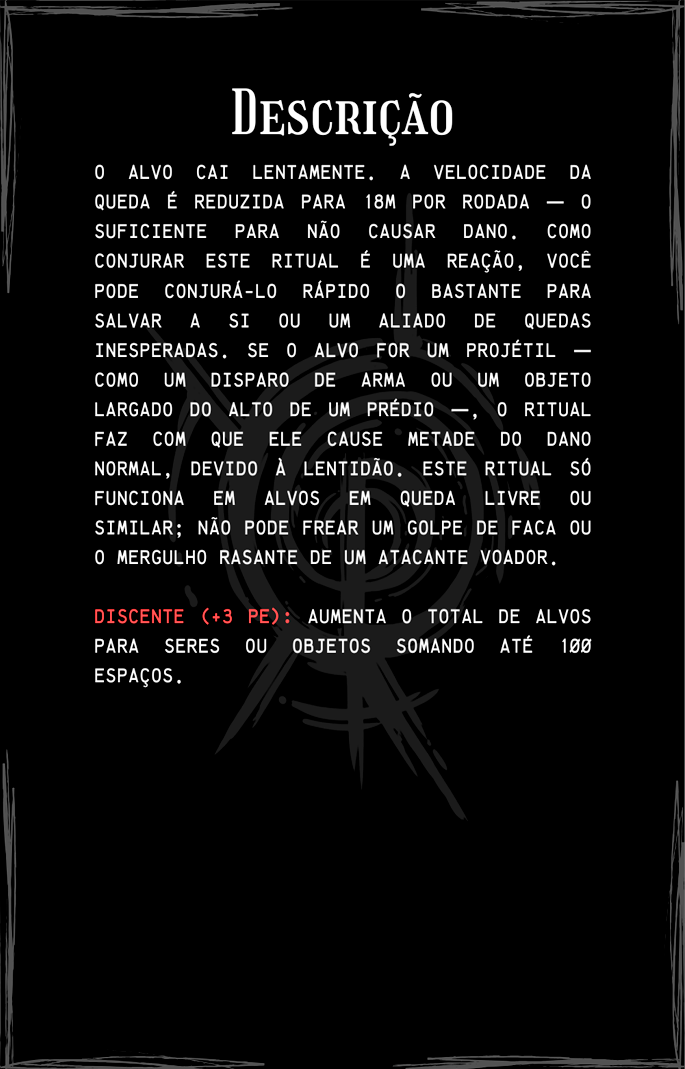 Descrição
O ALVO CAI LENTAMENTE. A VELOCIDADE DA
QUEDA É REDUZIDA PARA 18M POR RODADA — O
SUFICIENTE PARA NÃO CAUSAR DANO. COMO
CONJURAR ESTE RITUAL É UMA REAÇÃO, VOCÊ
PODE CONJURÁ-LO RÁPIDO O BASTANTE PARA
SALVAR A SI OU UM ALIADO DE QUEDAS
INESPERADAS. SE O ALVO FOR UM PROJÉTIL —
COMO UM DISPARO DE ARMA OU UM OBJETO
LARGADO DO ALTO DE UM PRÉDIO —, O RITUAL
FAZ COM QUE ELE CAUSE METADE DO DANO
NORMAL, DEVIDO À LENTIDÃO. ESTE RITUAL SÓ
FUNCIONA EM ALVOS EM QUEDA LIVRE OU
SIMILAR; NÃO PODE FREAR UM GOLPE DE FACA OU
O MERGULHO RASANTE DE UM ATACANTE VOADOR.
DISCENTE (+3 PE): AUMENTA O TOTAL DE ALVOS
PARA SERES OU OBJETOS SOMANDO ATÉ 100
ESPAÇOS.